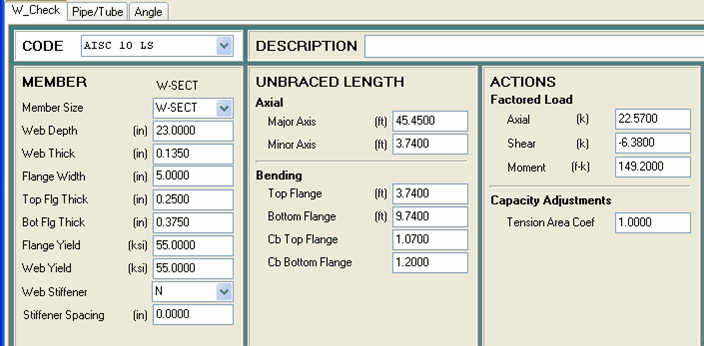 W_Check Pipe/Tube Angle
CODE AISC 10 LS DESCRIPTION
MEMBER W-SECT
Member Size W-SECT
Web Depth (in) 23.0000
Web Thick (in) 0.1350
Flange Width (in) 5.0000
Top Flg Thick (in) 0.2500
Bot Flg Thick (in) 0.3750
Flange Yield (ksi) 55.0000
Web Yield (ksi) 55.0000
Web Stiffener N
Stiffener Spacing (in) 0.0000
UNBRACED LENGTH
Axial
Major Axis (ft) 45.4500
Minor Axis (ft) 3.7400
Bending
Top Flange (ft) 3.7400
Bottom Flange (ft) 9.7400
Cb Top Flange 1.0700
Cb Bottom Flange 1.2000
ACTIONS
Factored Load
Axial (k) 22.5700
Shear (k) -6.3800
Moment (f-k) 149.2000
Capacity Adjustments
Tension Area Coef 1.0000